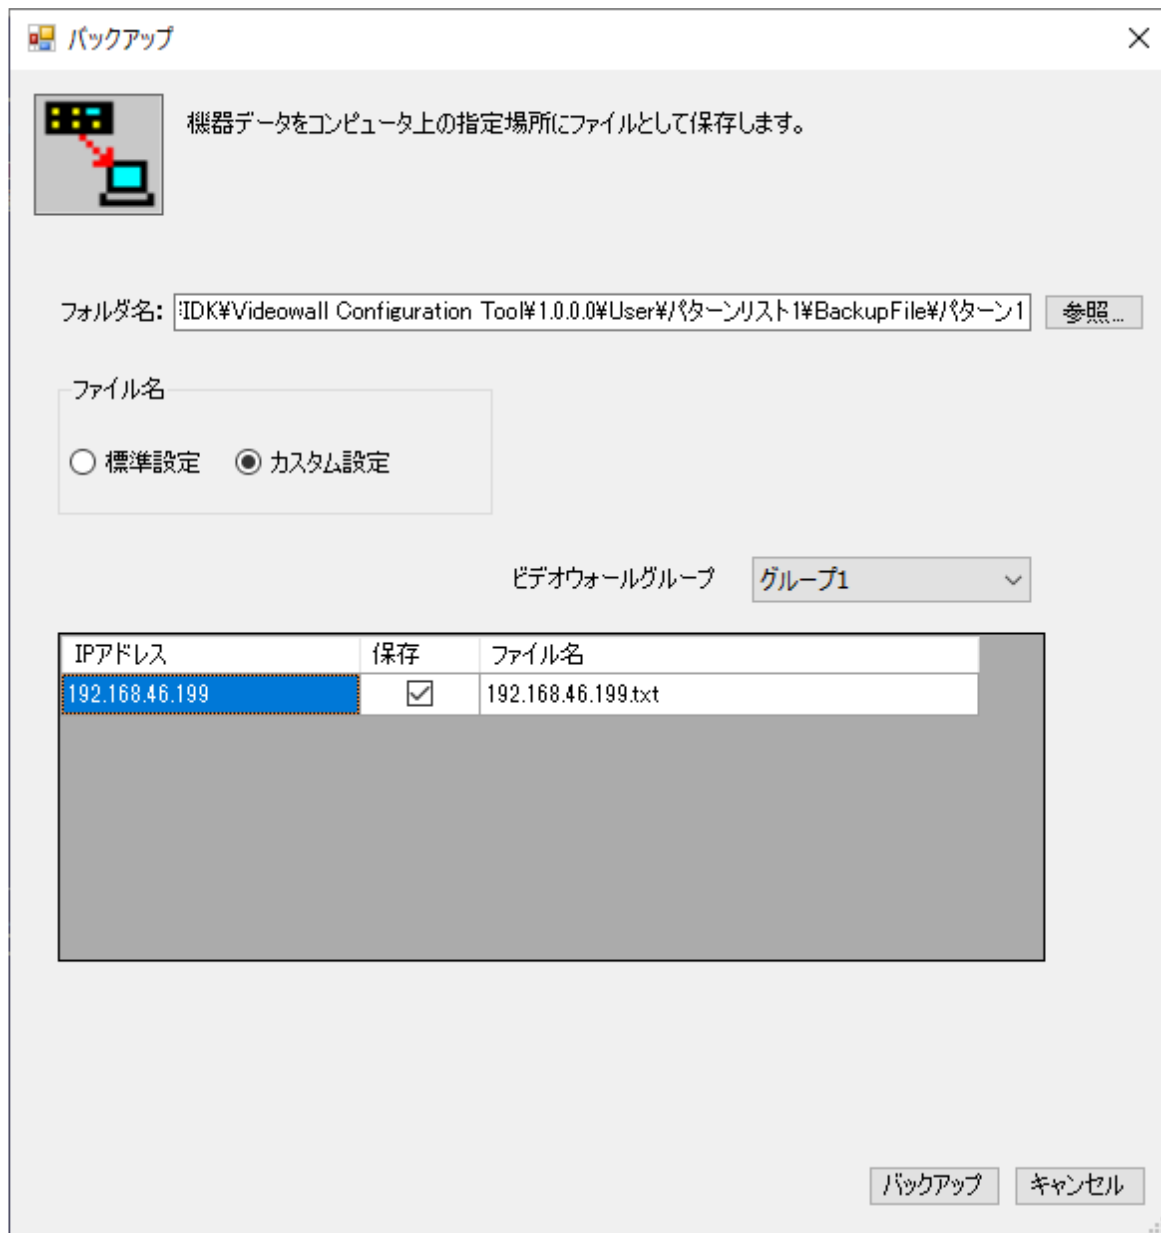 バックアップ
機器データをコンピュータ上の指定場所にファイルとして保存します。
フォルダ名: IDK¥Videowall Configuration Tool¥1.0.0.0¥User¥パターンリスト1¥BackupFile¥パターン1 参照...
ファイル名
標準設定 カスタム設定
ビデオウォールグループ グループ1
IPアドレス 保存 ファイル名
192.168.46.199 192.168.46.199.txt
バックアップ キャンセル